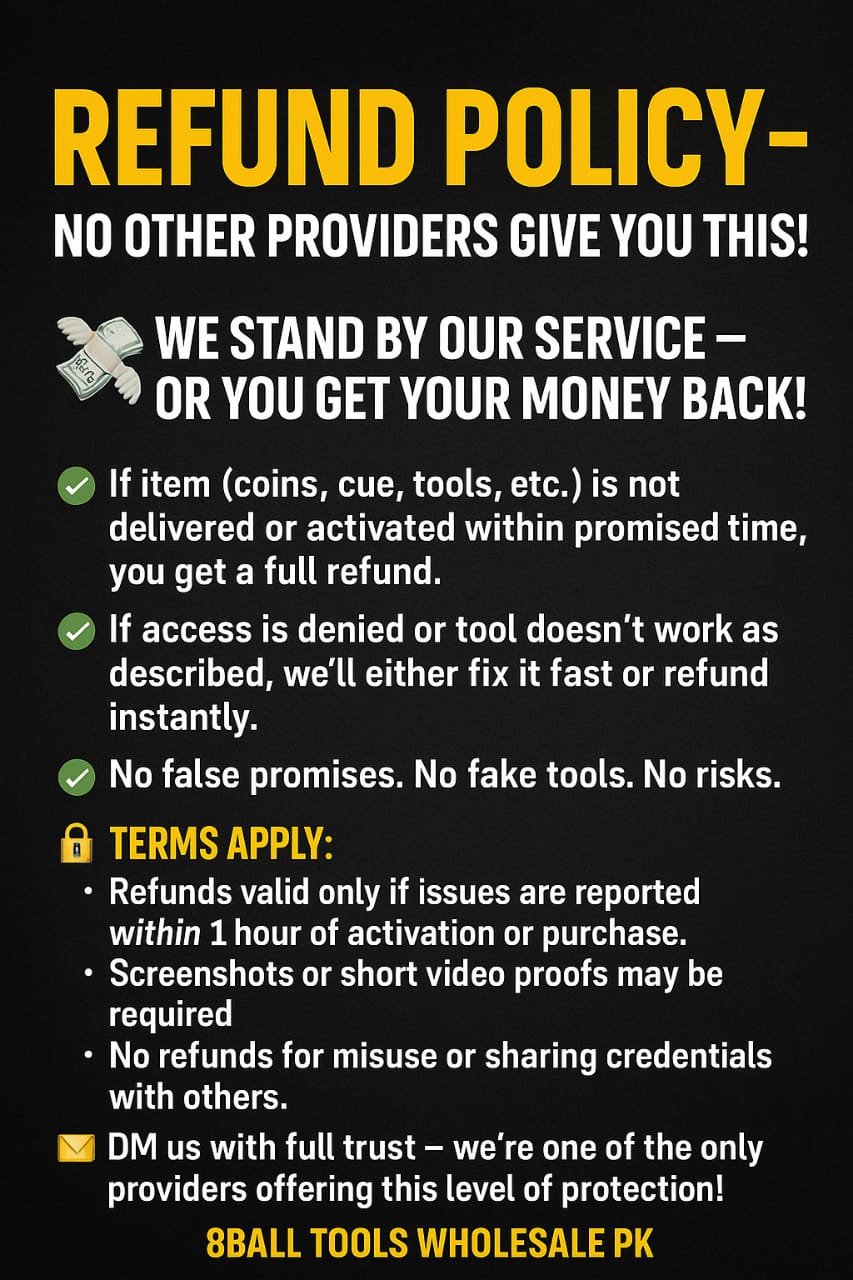 REFUND POLICY–
NO OTHER PROVIDERS GIVE YOU THIS!
WE STAND BY OUR SERVICE –
OR YOU GET YOUR MONEY BACK!
If item (coins, cue, tools, etc.) is not
delivered or activated within promised time,
you get a full refund.
If access is denied or tool doesn’t work as
described, we’ll either fix it fast or refund
instantly.
No false promises. No fake tools. No risks.
TERMS APPLY:
• Refunds valid only if issues are reported
within 1 hour of activation or purchase.
• Screenshots or short video proofs may be
required
• No refunds for misuse or sharing credentials
with others.
DM us with full trust – we’re one of the only
providers offering this level of protection!
8BALL TOOLS WHOLESALE PK